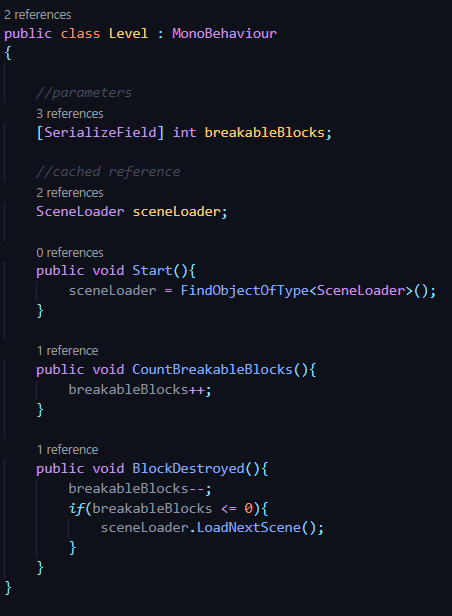 2 references
public class Level : MonoBehaviour
{
//parameters
3 references
[SerializeField] int breakableBlocks;
//cached reference
2 references
SceneLoader sceneLoader;
0 references
public void Start(){
sceneLoader = FindObjectOfType<SceneLoader>();
}
1 reference
public void CountBreakableBlocks(){
breakableBlocks++;
}
1 reference
public void BlockDestroyed(){
breakableBlocks--;
if(breakableBlocks <= 0){
sceneLoader.LoadNextScene();
}
}
}